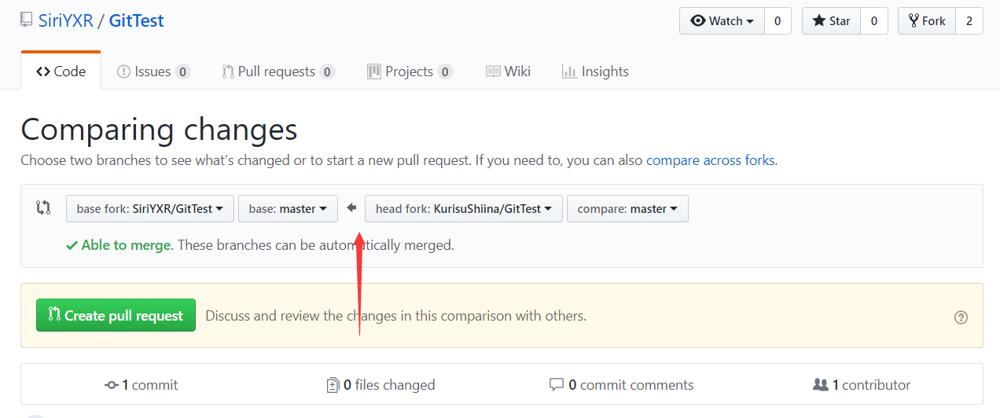 SiriYXR / GitTest
Watch 0 Star 0 Fork 2
Code Issues 0 Pull requests 0 Projects 0 Wiki Insights
Comparing changes
Choose two branches to see what’s changed or to start a new pull request. If you need to, you can also compare across forks.
base fork: SiriYXR/GitTest base: master head fork: KurisuShiina/GitTest compare: master
Able to merge. These branches can be automatically merged.
Create pull request Discuss and review the changes in this comparison with others.
1 commit 0 files changed 0 commit comments 1 contributor